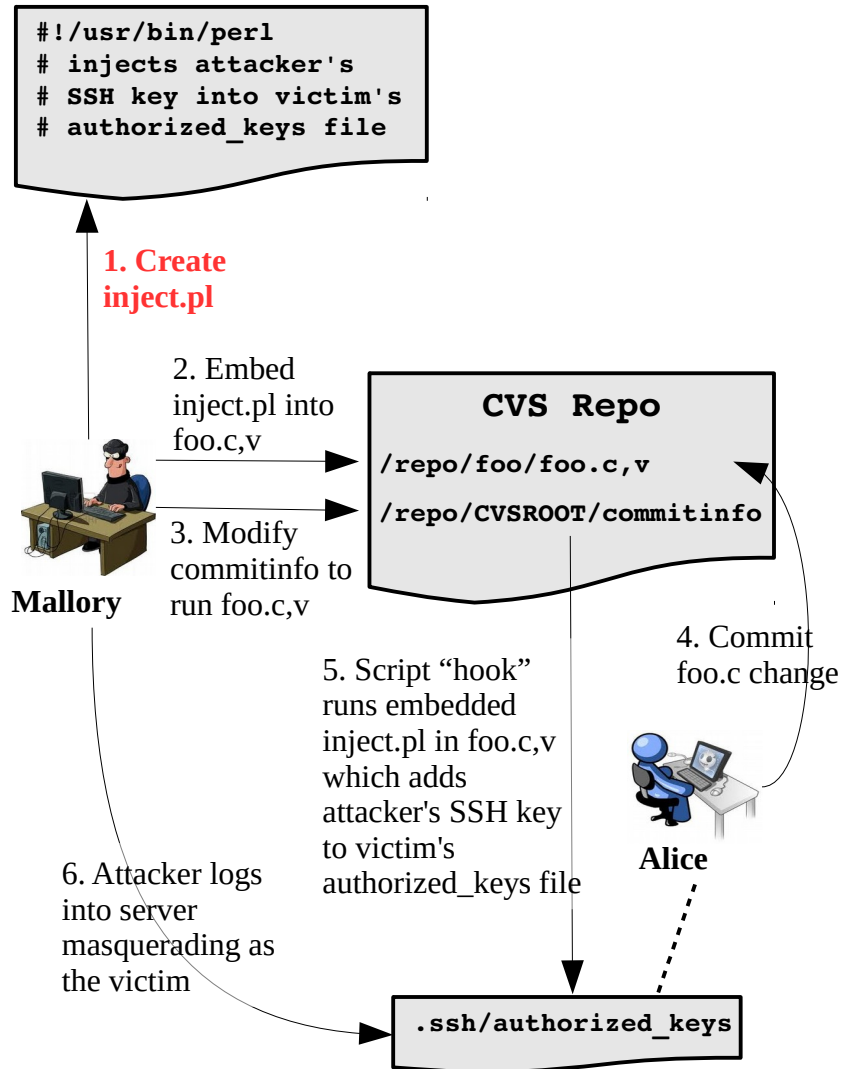 #!/usr/bin/perl
# injects attacker's
# SSH key into victim's
# authorized_keys file
1. Create
inject.pl
2. Embed
inject.pl into
foo.c,v
CVS Repo
/repo/foo/foo.c,v
/repo/CVSROOT/commitinfo
3. Modify
commitinfo to
run foo.c,v
Mallory
4. Commit
foo.c change
5. Script “hook”
runs embedded
inject.pl in foo.c,v
which adds
attacker's SSH key
to victim's
authorized_keys file
Alice
6. Attacker logs
into server
masquerading as
the victim
.ssh/authorized_keys